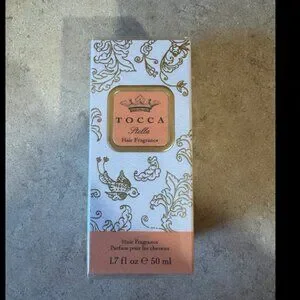 TOCCA
Stella
Hair Fragrance
Hair Fragrance
Parfum pour les cheveux
1.7 fl oz ℮ 50 ml